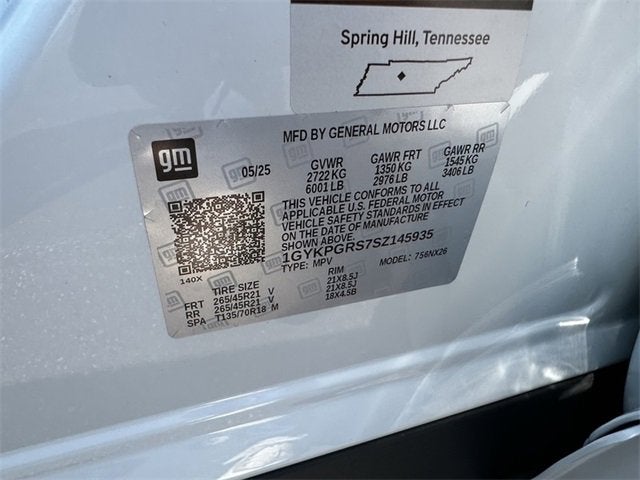 Spring Hill, Tennessee
MFD BY GENERAL MOTORS LLC
gm
05/25
GVWR GAWR FRT GAWR RR
2722 KG 1350 KG 1545 KG
6001 LB 2976 LB 3406 LB
THIS VEHICLE CONFORMS TO ALL
APPLICABLE U.S. FEDERAL MOTOR
VEHICLE SAFETY STANDARDS IN EFFECT
ON THE DATE OF MANUFACTURE
SHOWN ABOVE.
1GYKPGRS7SZ145935
TYPE: MPV MODEL: 756NX26
140X
TIRE SIZE RIM
FRT 265/45R21 V 21X8.5J
RR 265/45R21 V 21X8.5J
SPA T135/70R18 M 18X4.5B